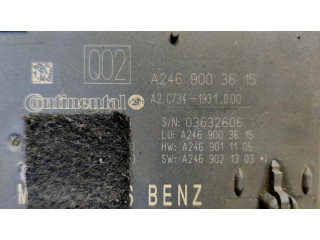 Q02
A246 900 36 15
Continental
A2C734-1931.000
S/N: 03632606
LU: A246 900 36 15
HW: A246 901 11 05
SW: A246 902 13 03 *)
BENZ